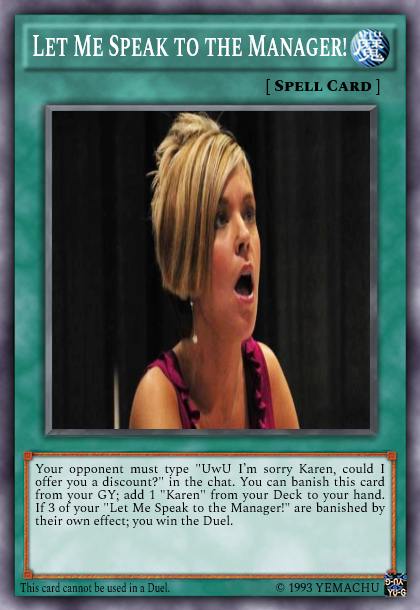 LET ME SPEAK TO THE MANAGER!
魔
[ SPELL CARD ]
Your opponent must type "UwU I'm sorry Karen, could I
offer you a discount?" in the chat. You can banish this card
from your GY; add 1 "Karen" from your Deck to your hand.
If 3 of your "Let Me Speak to the Manager!" are banished by
their own effect; you win the Duel.
This card cannot be used in a Duel. © 1993 YEMACHU